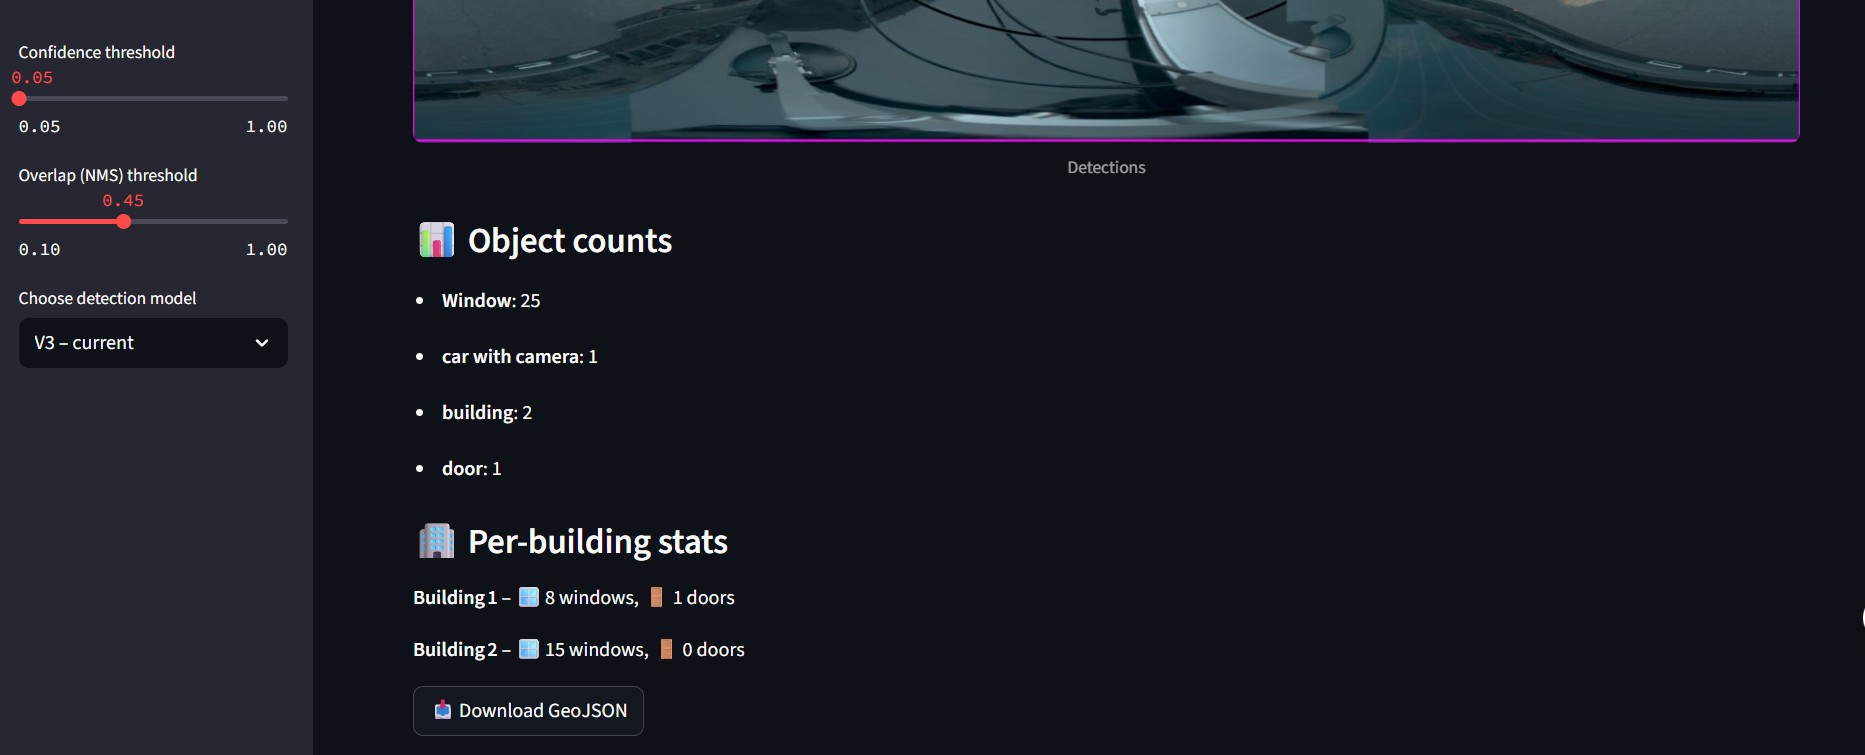 Confidence threshold
0.05
0.05 1.00
Overlap (NMS) threshold
0.45
0.10 1.00
Choose detection model
V3 – current
Detections
Object counts
• Window: 25
• car with camera: 1
• building: 2
• door: 1
Per-building stats
Building 1 – 8 windows, 1 doors
Building 2 – 15 windows, 0 doors
Download GeoJSON